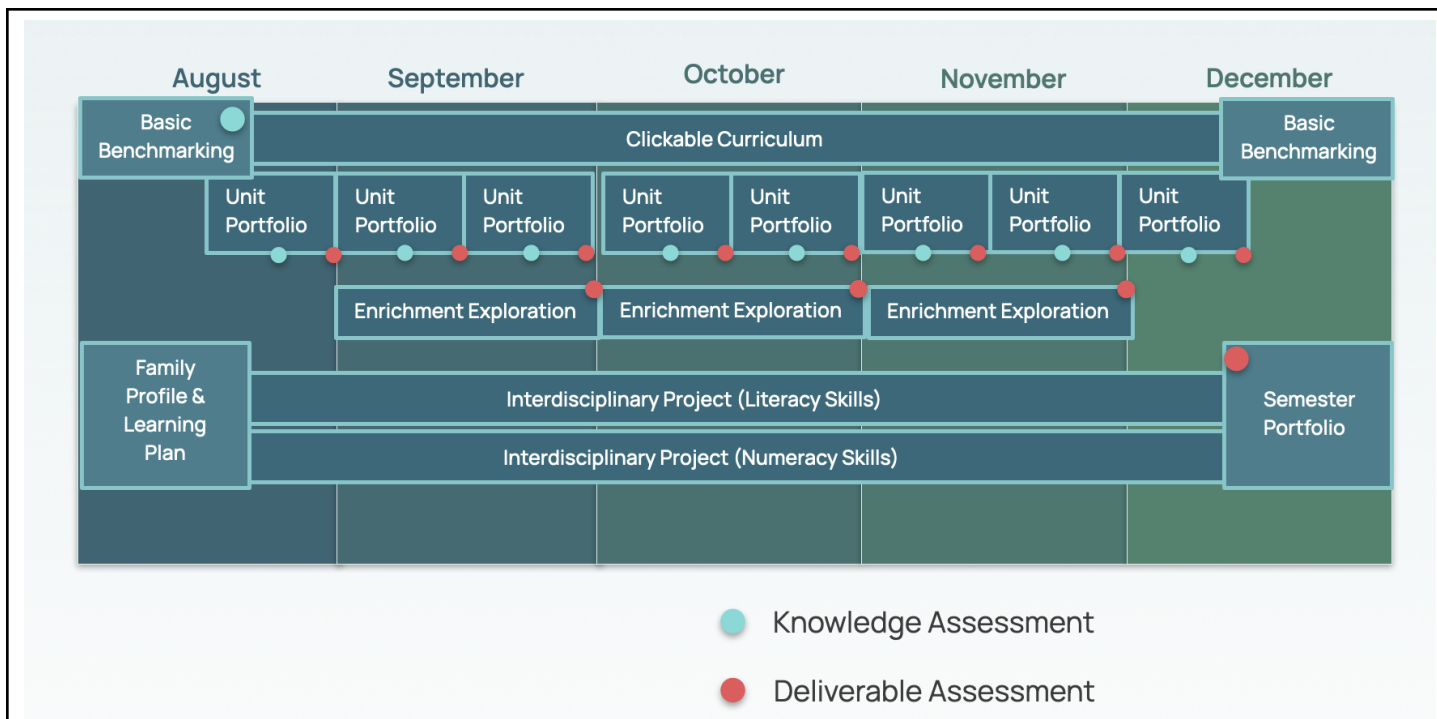 August
September
October
November
December
Basic
Benchmarking
Clickable Curriculum
Basic
Benchmarking
Unit
Portfolio
Unit
Portfolio
Unit
Portfolio
Unit
Portfolio
Unit
Portfolio
Unit
Portfolio
Unit
Portfolio
Unit
Portfolio
Enrichment Exploration
Enrichment Exploration
Enrichment Exploration
Family
Profile &
Learning
Plan
Interdisciplinary Project (Literacy Skills)
Interdisciplinary Project (Numeracy Skills)
Semester
Portfolio
Knowledge Assessment
Deliverable Assessment